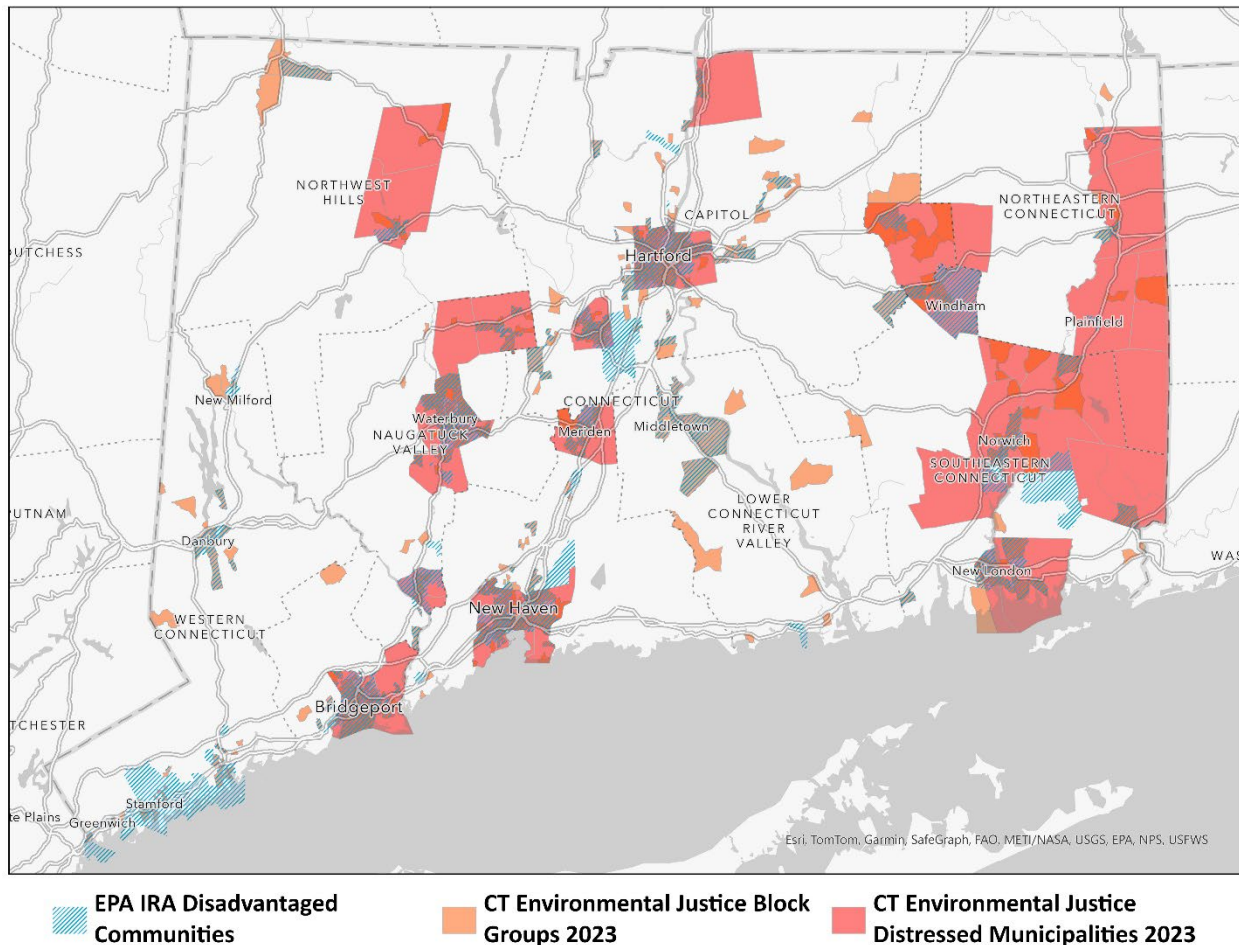 NORTHWEST
HILLS
CAPITOL
NORTHEASTERN
CONNECTICUT
DUTCHESS
Hartford
Windham
Plainfield
New Milford
CONNECTICUT
Waterbury
NAUGATUCK
VALLEY
Meriden
Middletown
Norwich
SOUTHEASTERN
CONNECTICUT
LOWER
CONNECTICUT
RIVER
VALLEY
PUTNAM
Danbury
WAS
New London
New Haven
WESTERN
CONNECTICUT
Bridgeport
TCHESTER
Stamford
te Plains
Greenwich
Esri, TomTom, Garmin, SafeGraph, FAO, METI/NASA, USGS, EPA, NPS, USFWS
EPA IRA Disadvantaged
Communities
CT Environmental Justice Block
Groups 2023
CT Environmental Justice
Distressed Municipalities 2023